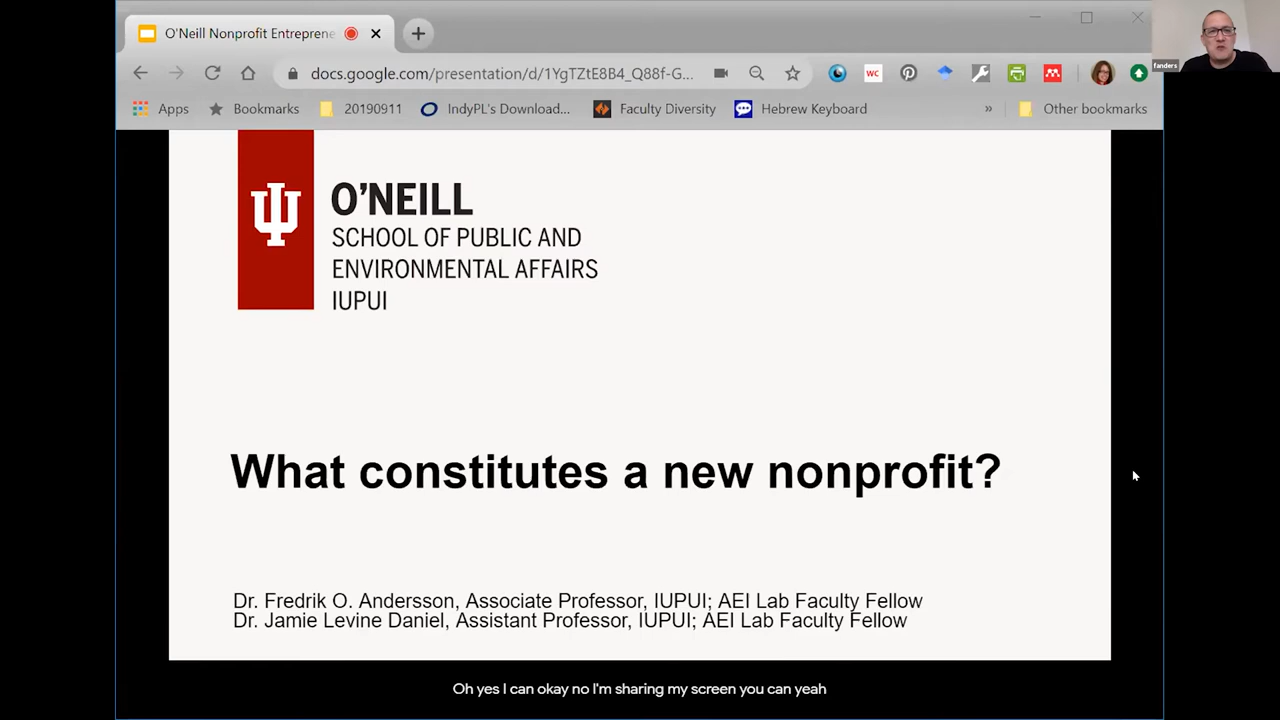 O'Neill Nonprofit Entreprene
docs.google.com/presentation/d/1YgTZtE8B4_Q88f-G...
WC
fanders
Apps
Bookmarks
20190911
IndyPL's Download...
Faculty Diversity
Hebrew Keyboard
»
Other bookmarks
O'NEILL
SCHOOL OF PUBLIC AND
ENVIRONMENTAL AFFAIRS
IUPUI
What constitutes a new nonprofit?
Dr. Fredrik O. Andersson, Associate Professor, IUPUI; AEI Lab Faculty Fellow
Dr. Jamie Levine Daniel, Assistant Professor, IUPUI; AEI Lab Faculty Fellow
Oh yes I can okay no I'm sharing my screen you can yeah